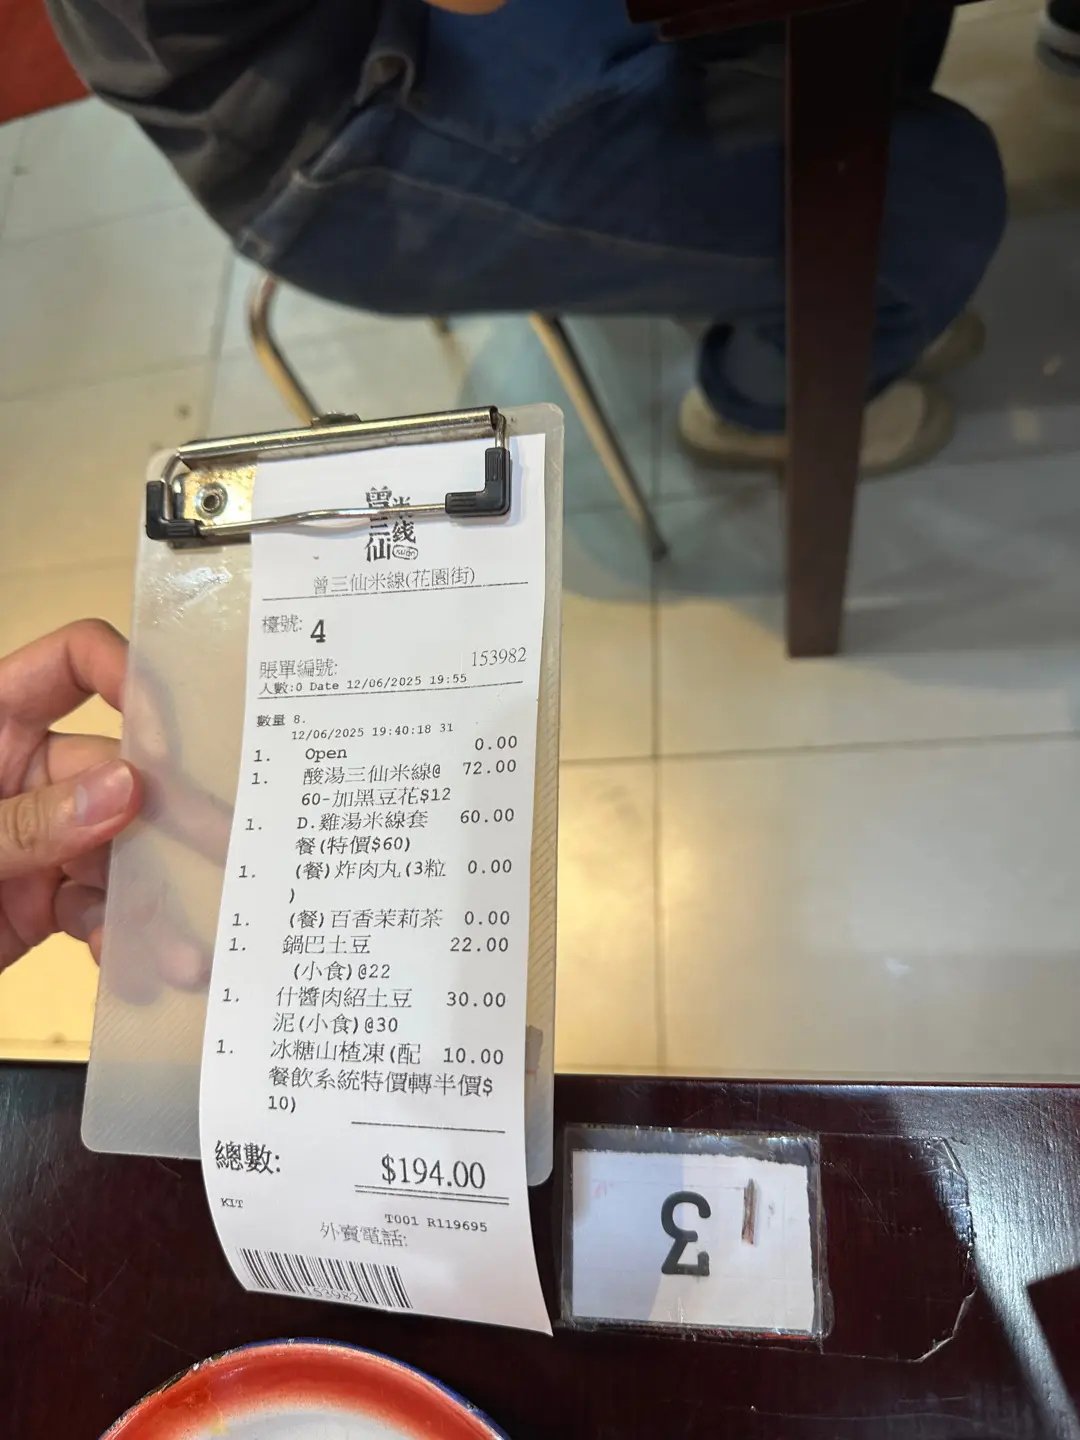 曾三仙
米线
xian
曾三仙米線(花園街)
檯號: 4
賬單編號: 153982
人數:0 Date 12/06/2025 19:55
數量 8.
12/06/2025 19:40:18 31
1. Open 0.00
1. 酸湯三仙米線@ 72.00
60-加黑豆花$12
1. D.雞湯米線套 60.00
餐(特價$60)
1. (餐)炸肉丸(3粒 0.00
)
1. (餐)百香茉莉茶 0.00
1. 鍋巴土豆 22.00
(小食)@22
1. 什醬肉紹土豆 30.00
泥(小食)@30
1. 冰糖山楂凍(配 10.00
餐飲系統特價轉半價$
10)
總數: $194.00
KIT
T001 R119695
外賣電話:
153982
3